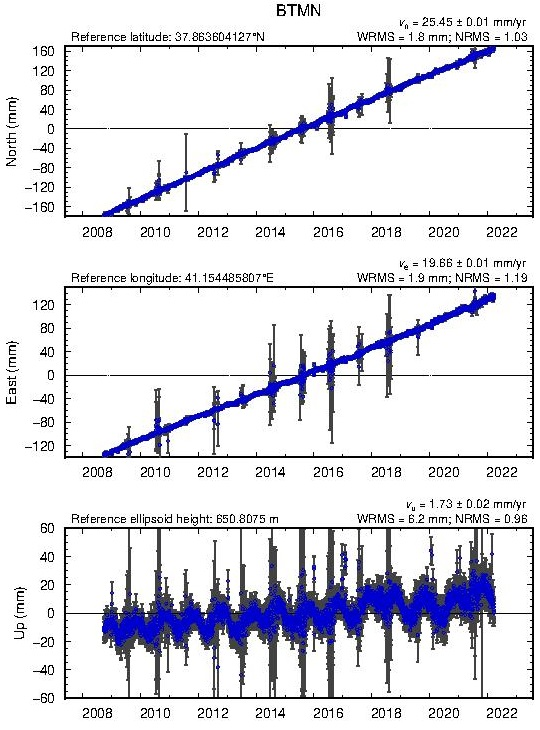 BTMN
vn = 25.45 ± 0.01 mm/yr
Reference latitude: 37.863604127°N WRMS = 1.8 mm; NRMS = 1.03
160
120
80
40
0
−40
−80
−120
−160
North (mm)
2008 2010 2012 2014 2016 2018 2020 2022
ve = 19.66 ± 0.01 mm/yr
Reference longitude: 41.154485807°E WRMS = 1.9 mm; NRMS = 1.19
120
80
40
0
−40
−80
−120
East (mm)
2008 2010 2012 2014 2016 2018 2020 2022
vu = 1.73 ± 0.02 mm/yr
Reference ellipsoid height: 650.8075 m WRMS = 6.2 mm; NRMS = 0.96
60
40
20
0
−20
−40
−60
Up (mm)
2008 2010 2012 2014 2016 2018 2020 2022